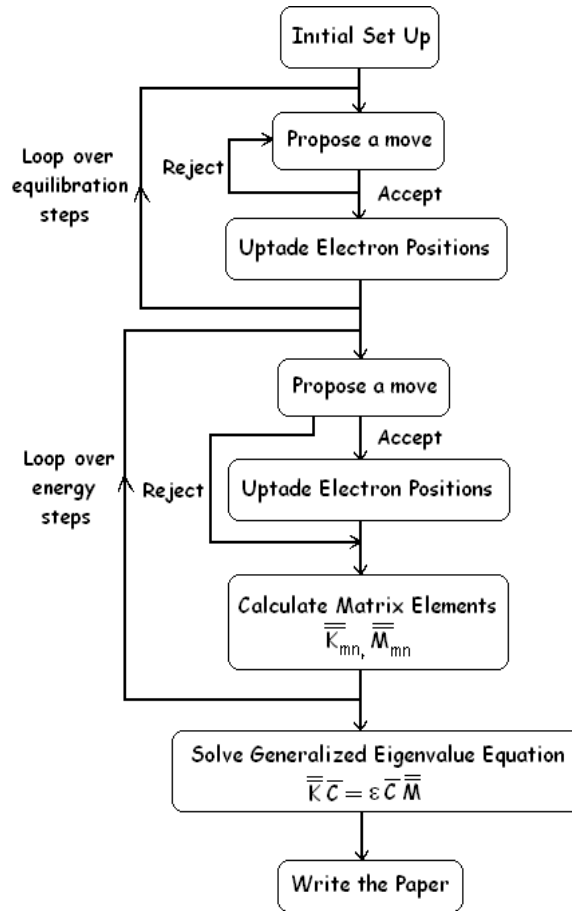 Initial Set Up
Propose a move
Loop over
equilibration
steps
Reject
Accept
Uptade Electron Positions
Propose a move
Loop over
energy
steps
Reject
Accept
Uptade Electron Positions
Calculate Matrix Elements
K̿mn, M̿mn
Solve Generalized Eigenvalue Equation
K̿ C̅ = ε C̅ M̿
Write the Paper